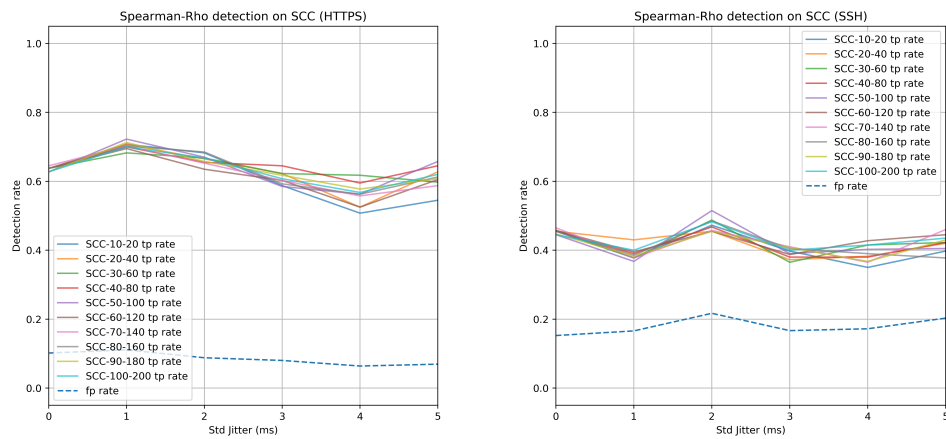 Spearman-Rho detection on SCC (HTTPS)
1.0
0.8
0.6
0.4
0.2
0.0
Detection rate
SCC-10-20 tp rate
SCC-20-40 tp rate
SCC-30-60 tp rate
SCC-40-80 tp rate
SCC-50-100 tp rate
SCC-60-120 tp rate
SCC-70-140 tp rate
SCC-80-160 tp rate
SCC-90-180 tp rate
SCC-100-200 tp rate
fp rate
0 1 2 3 4 5
Std Jitter (ms)
Spearman-Rho detection on SCC (SSH)
1.0
0.8
0.6
0.4
0.2
0.0
Detection rate
SCC-10-20 tp rate
SCC-20-40 tp rate
SCC-30-60 tp rate
SCC-40-80 tp rate
SCC-50-100 tp rate
SCC-60-120 tp rate
SCC-70-140 tp rate
SCC-80-160 tp rate
SCC-90-180 tp rate
SCC-100-200 tp rate
fp rate
0 1 2 3 4 5
Std Jitter (ms)